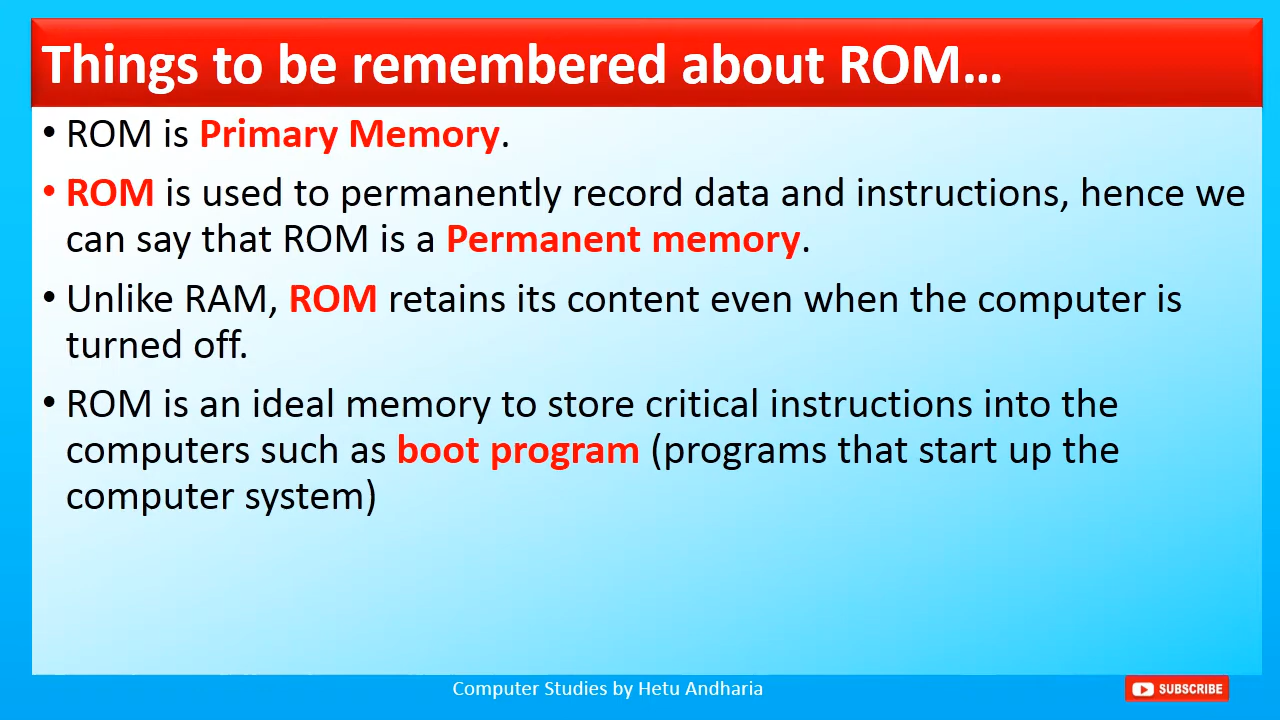 Things to be remembered about ROM...
• ROM is Primary Memory.
• ROM is used to permanently record data and instructions, hence we
can say that ROM is a Permanent memory.
• Unlike RAM, ROM retains its content even when the computer is
turned off.
• ROM is an ideal memory to store critical instructions into the
computers such as boot program (programs that start up the
computer system)
Computer Studies by Hetu Andharia
SUBSCRIBE